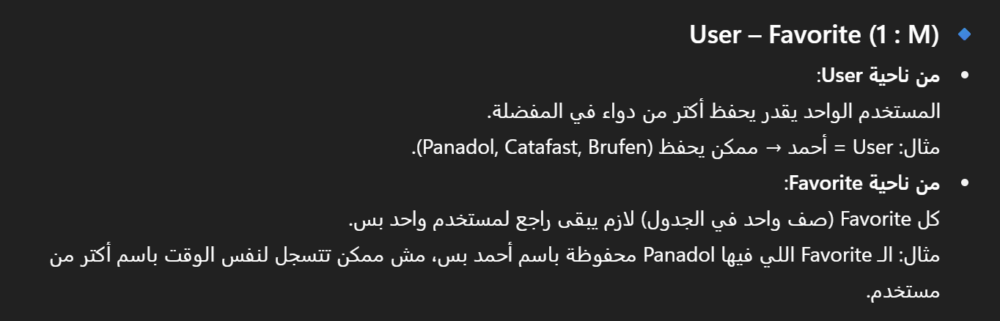 🔹 User – Favorite (1 : M)
• من ناحية User:
المستخدم الواحد يقدر يحفظ أكتر من دواء في المفضلة.
مثال: User = أحمد → ممكن يحفظ (Panadol, Catafast, Brufen).
• من ناحية Favorite:
كل Favorite (صف واحد في الجدول) لازم يبقى راجع لمستخدم واحد بس.
مثال: الـ Favorite اللي فيها Panadol محفوظة باسم أحمد بس، مش ممكن تتسجل لنفس الوقت باسم أكتر من
مستخدم.